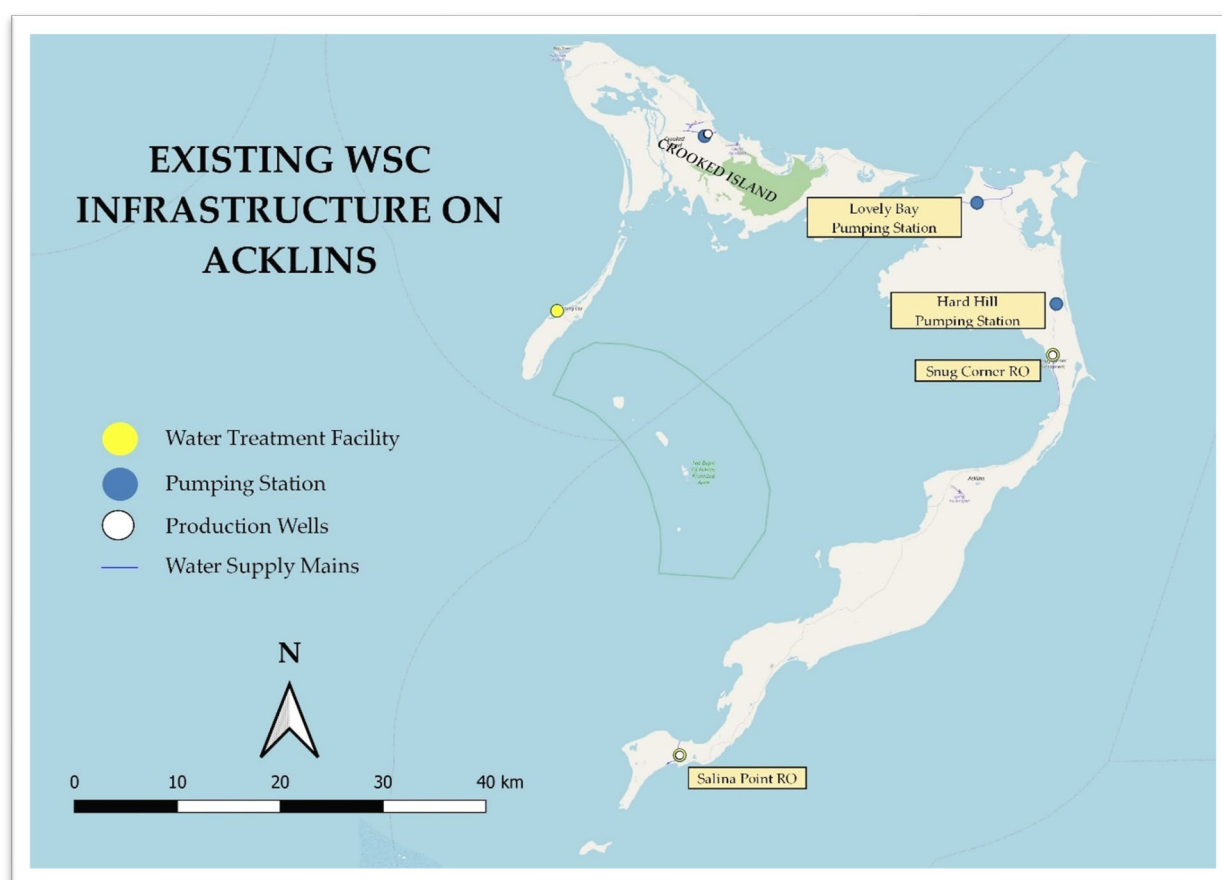 EXISTING WSC
INFRASTRUCTURE ON
ACKLINS
CROOKED ISLAND
Lovely Bay
Pumping Station
Hard Hill
Pumping Station
Snug Corner RO
Acklins
Water Treatment Facility
Pumping Station
Production Wells
Water Supply Mains
N
0 10 20 30 40 km
Salina Point RO